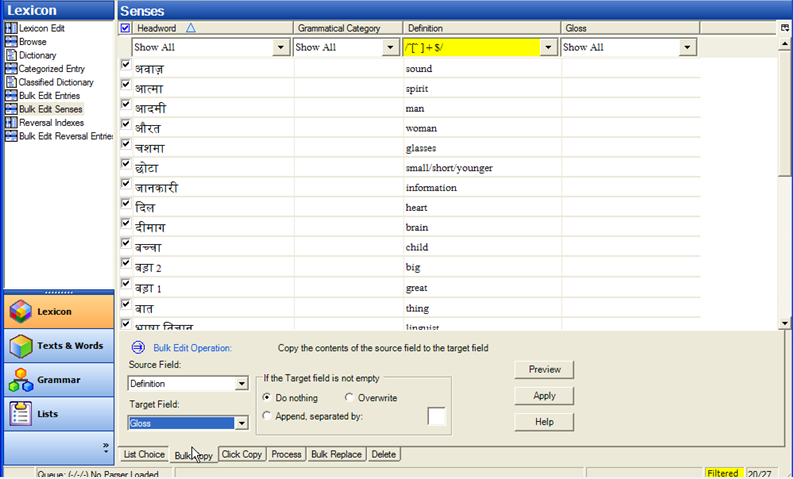 Lexicon
Senses
Lexicon Edit
Browse
Dictionary
Categorized Entry
Classified Dictionary
Bulk Edit Entries
Bulk Edit Senses
Reversal Indexes
Bulk Edit Reversal Entries
Headword Grammatical Category Definition Gloss
Show All Show All /^[^ ]+$/ Show All
अवाज़ sound
आत्मा spirit
आदमी man
औरत woman
चशमा glasses
छोटा small/short/younger
जानकारी information
दिल heart
दीमाग brain
बच्चा child
बड़ा 2 big
बड़ा 1 great
बात thing
भाषा विज्ञान linguist
Lexicon
Texts & Words
Grammar
Lists
»
Bulk Edit Operation: Copy the contents of the source field to the target field
Source Field:
Definition
Target Field:
Gloss
If the Target field is not empty
Do nothing Overwrite
Append, separated by:
Preview
Apply
Help
List Choice Bulk Copy Click Copy Process Bulk Replace Delete
Queue: (-/-/-) No Parser Loaded Filtered 20/27